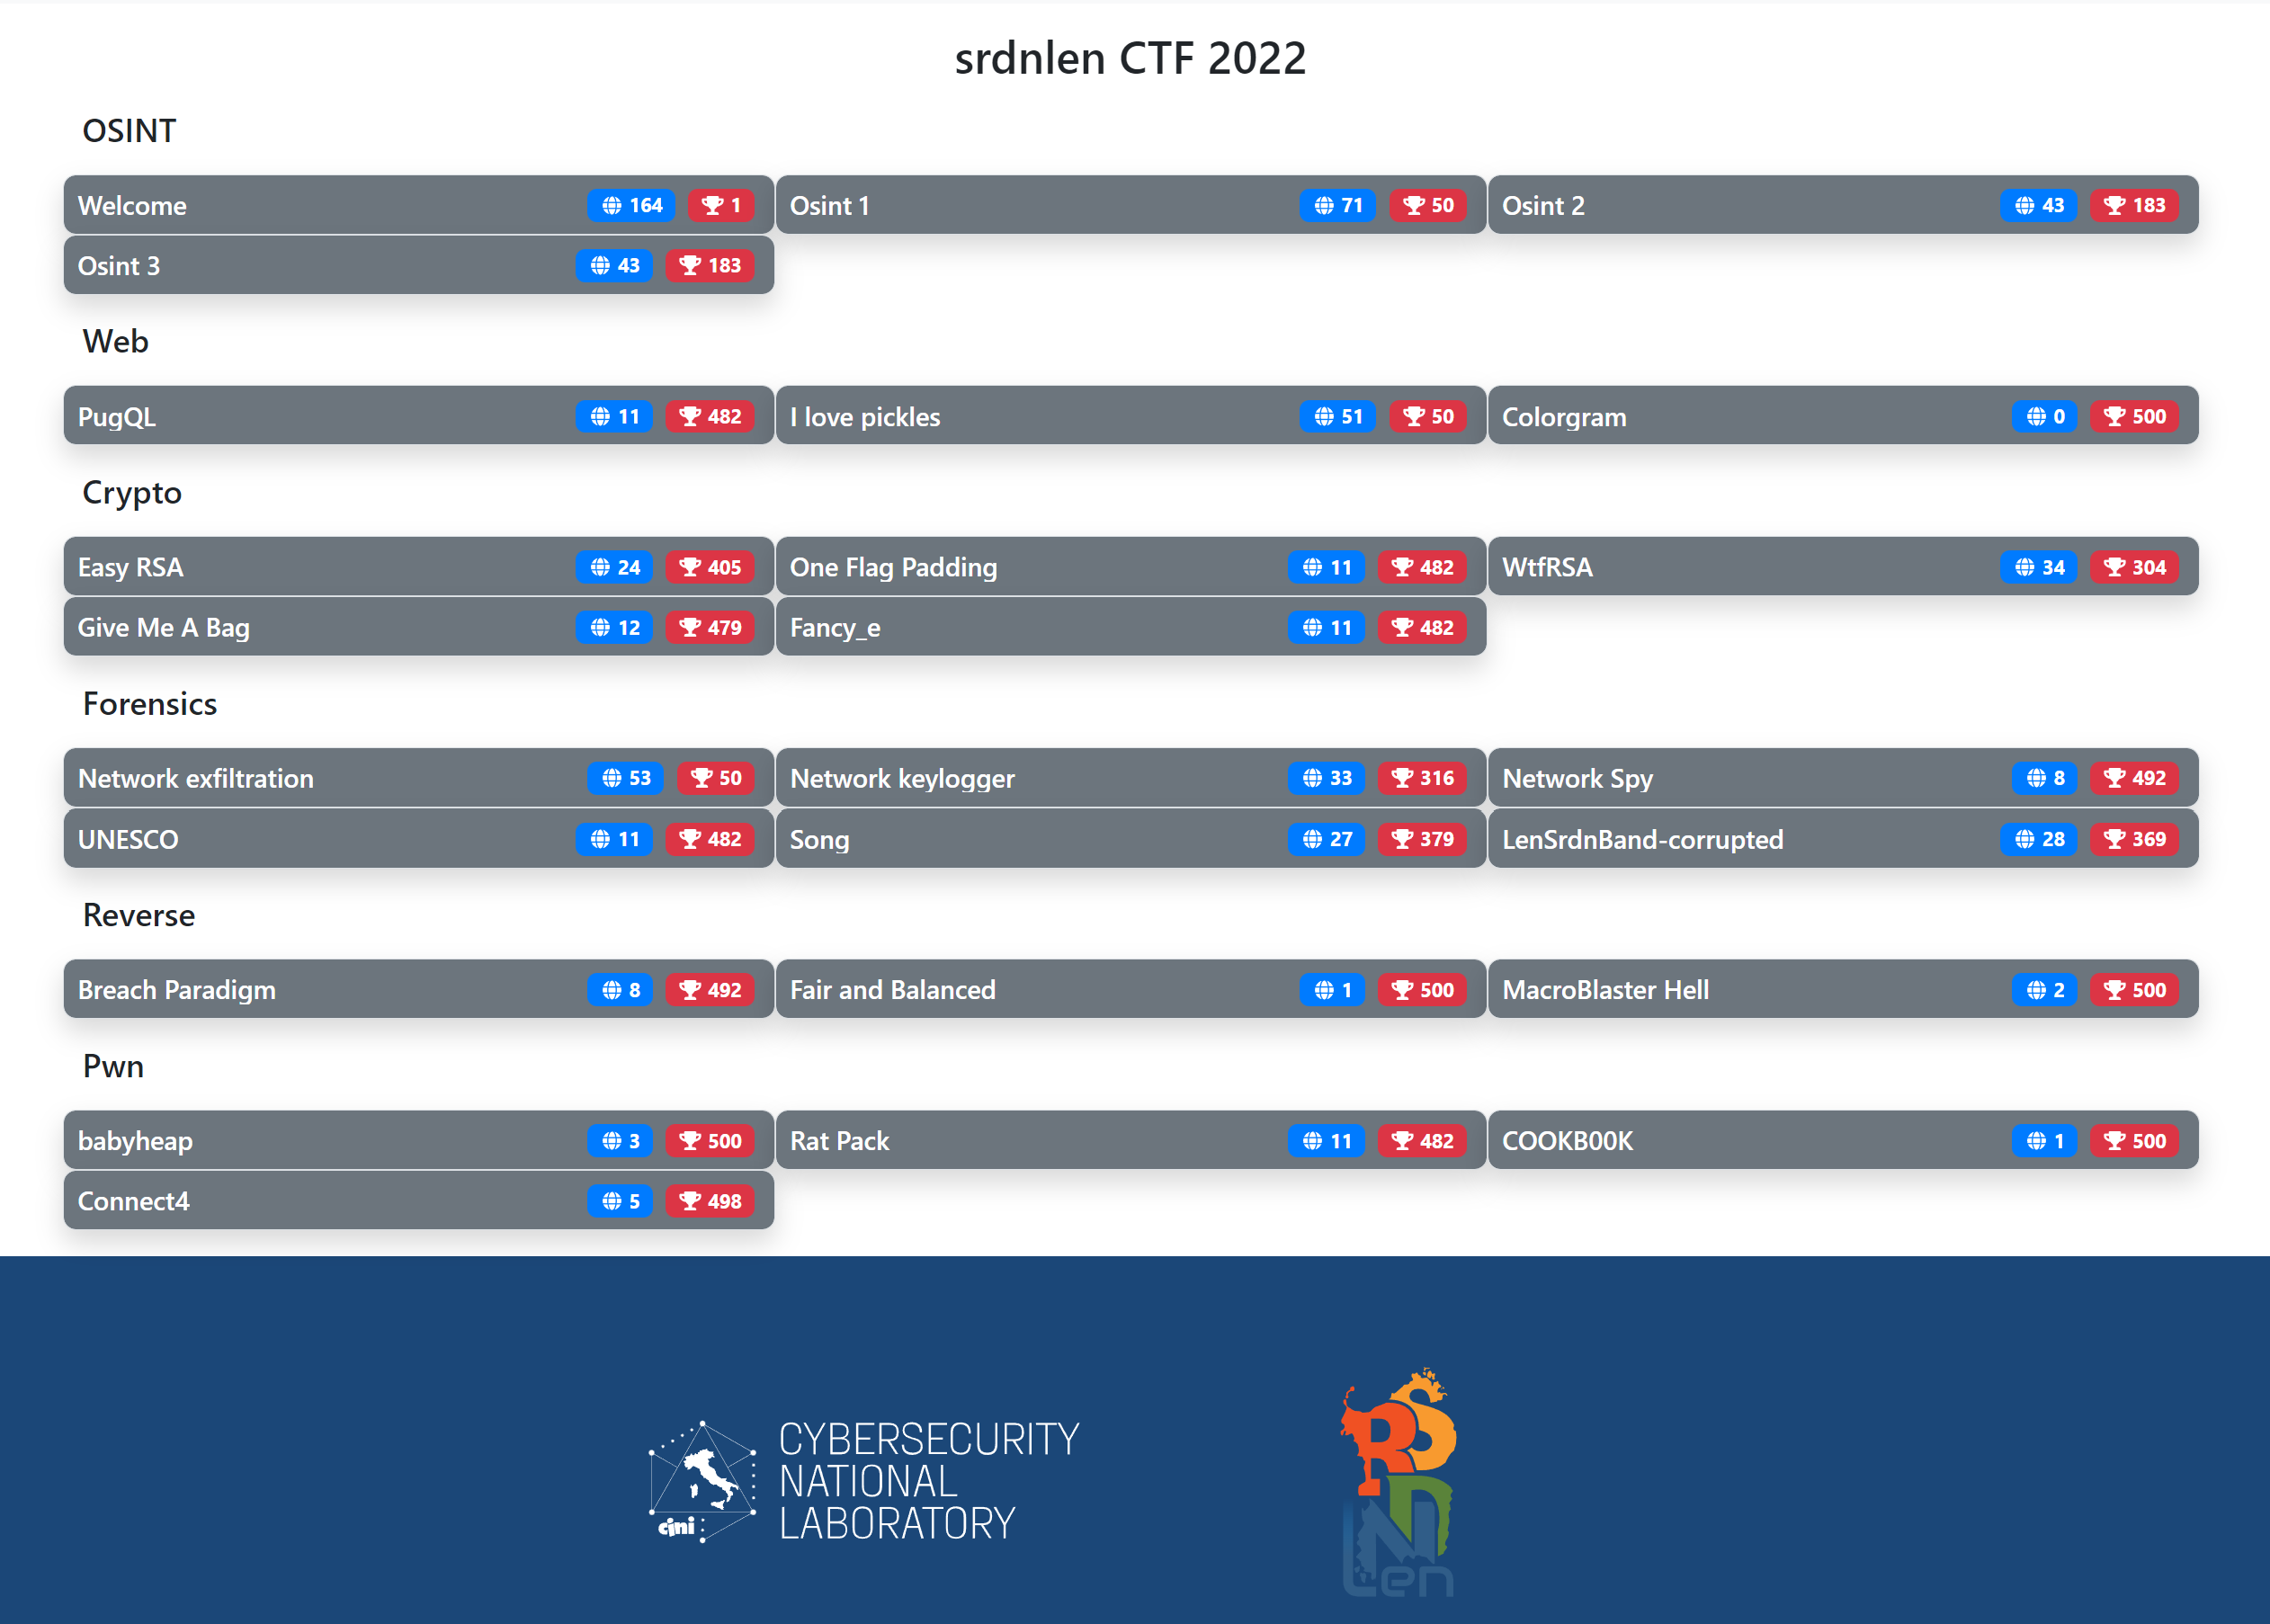 srdnlen CTF 2022
OSINT
Welcome 164 1 Osint 1 71 50 Osint 2 43 183
Osint 3 43 183
Web
PugQL 11 482 I love pickles 51 50 Colorgram 0 500
Crypto
Easy RSA 24 405 One Flag Padding 11 482 WtfRSA 34 304
Give Me A Bag 12 479 Fancy_e 11 482
Forensics
Network exfiltration 53 50 Network keylogger 33 316 Network Spy 8 492
UNESCO 11 482 Song 27 379 LenSrdnBand-corrupted 28 369
Reverse
Breach Paradigm 8 492 Fair and Balanced 1 500 MacroBlaster Hell 2 500
Pwn
babyheap 3 500 Rat Pack 11 482 COOKB00K 1 500
Connect4 5 498
CYBERSECURITY
NATIONAL
LABORATORY
cini
S
R
D
N
Len